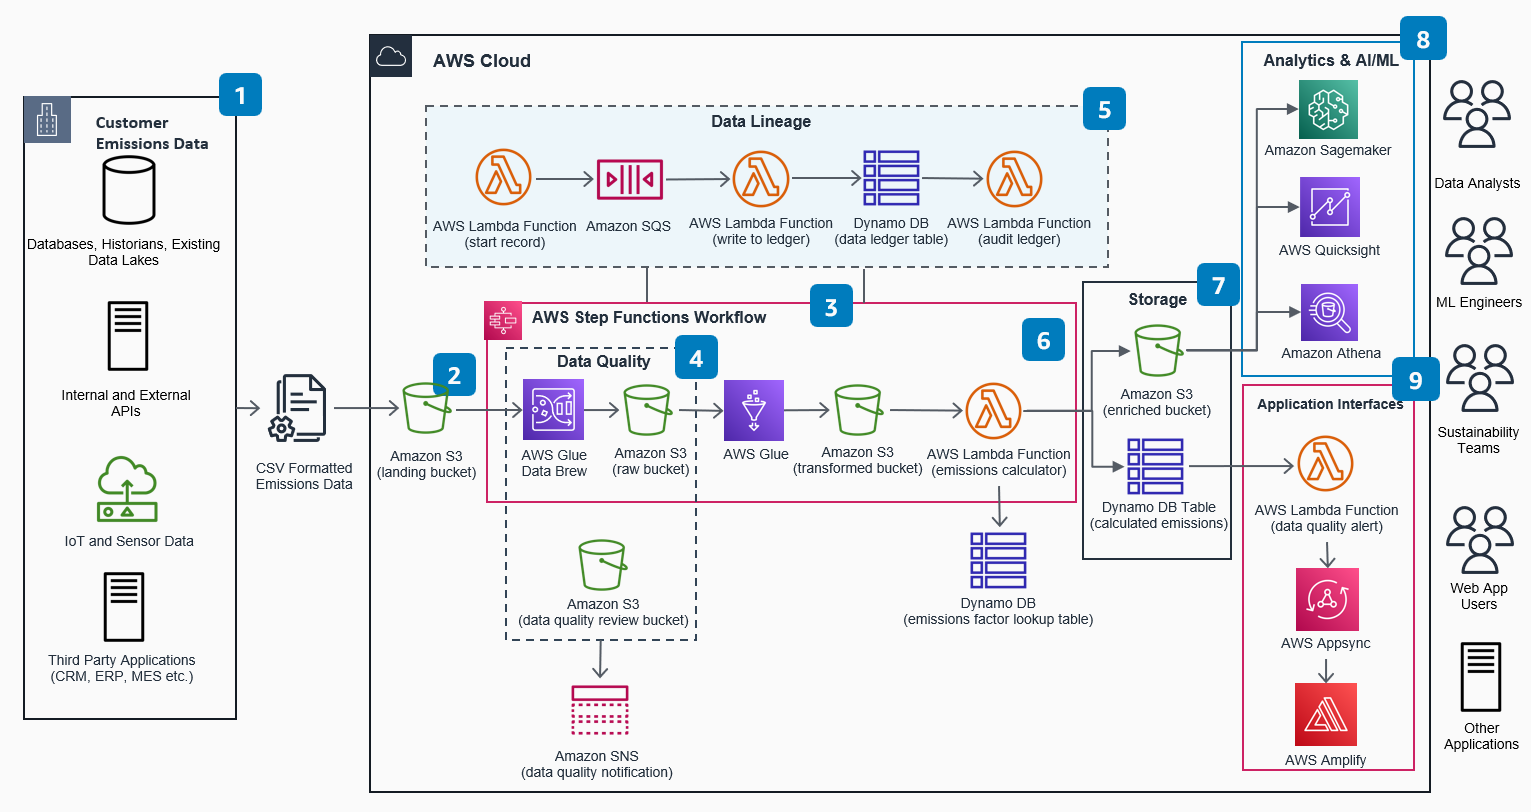 1
Customer
Emissions Data
Databases, Historians, Existing
Data Lakes
Internal and External
APIs
IoT and Sensor Data
Third Party Applications
(CRM, ERP, MES etc.)
CSV Formatted
Emissions Data
AWS Cloud
5
Data Lineage
AWS Lambda Function
(start record)
Amazon SQS
AWS Lambda Function
(write to ledger)
Dynamo DB
(data ledger table)
AWS Lambda Function
(audit ledger)
2
Amazon S3
(landing bucket)
3
AWS Step Functions Workflow
4
Data Quality
AWS Glue
Data Brew
Amazon S3
(raw bucket)
AWS Glue
Amazon S3
(transformed bucket)
6
AWS Lambda Function
(emissions calculator)
Amazon S3
(data quality review bucket)
Amazon SNS
(data quality notification)
Dynamo DB
(emissions factor lookup table)
7
Storage
Amazon S3
(enriched bucket)
Dynamo DB Table
(calculated emissions)
8
Analytics & AI/ML
Amazon Sagemaker
AWS Quicksight
Amazon Athena
9
Application Interfaces
AWS Lambda Function
(data quality alert)
AWS Appsync
AWS Amplify
Data Analysts
ML Engineers
Sustainability
Teams
Web App
Users
Other
Applications